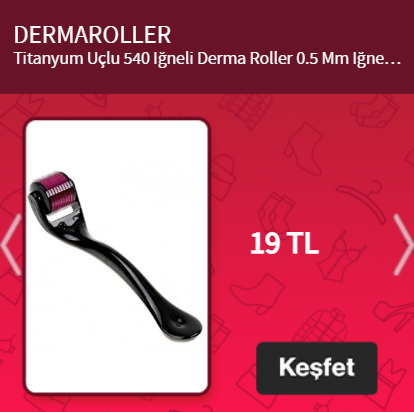 DERMAROLLER
Titanyum Uçlu 540 Iğneli Derma Roller 0.5 Mm Iğne...
19 TL
Keşfet